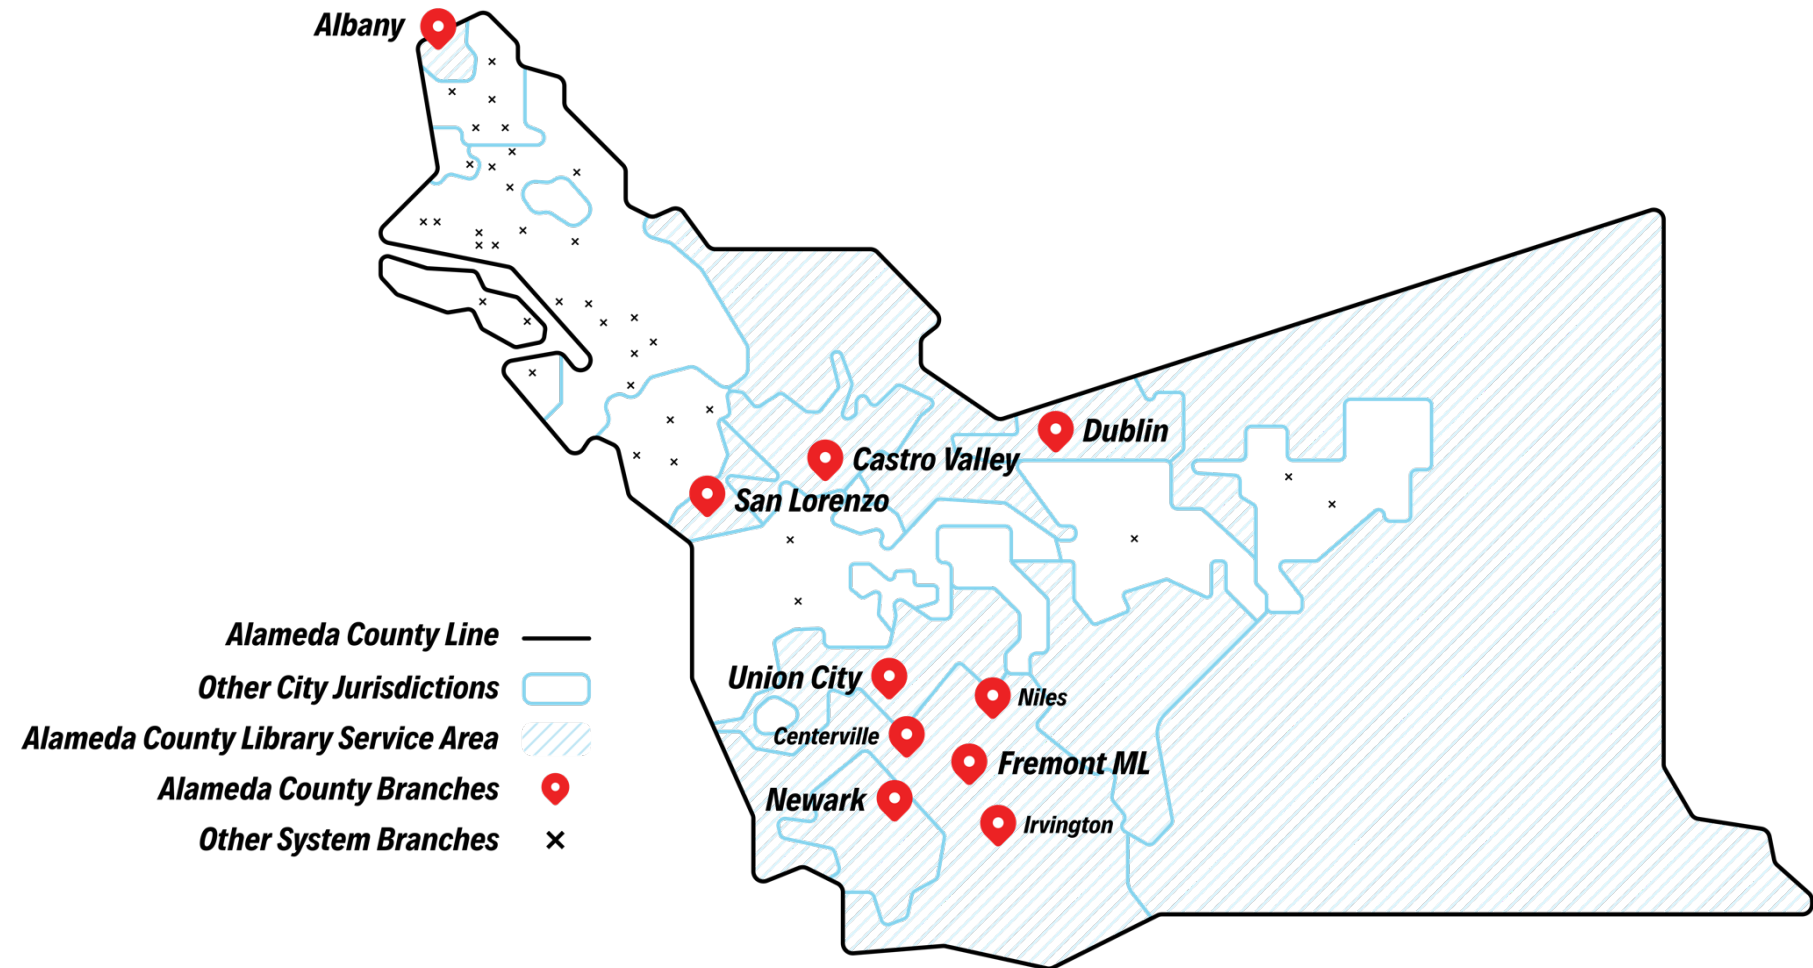 Albany
Dublin
Castro Valley
San Lorenzo
Alameda County Line
Other City Jurisdictions
Alameda County Library Service Area
Alameda County Branches
Other System Branches
Union City
Niles
Centerville
Fremont ML
Newark
Irvington